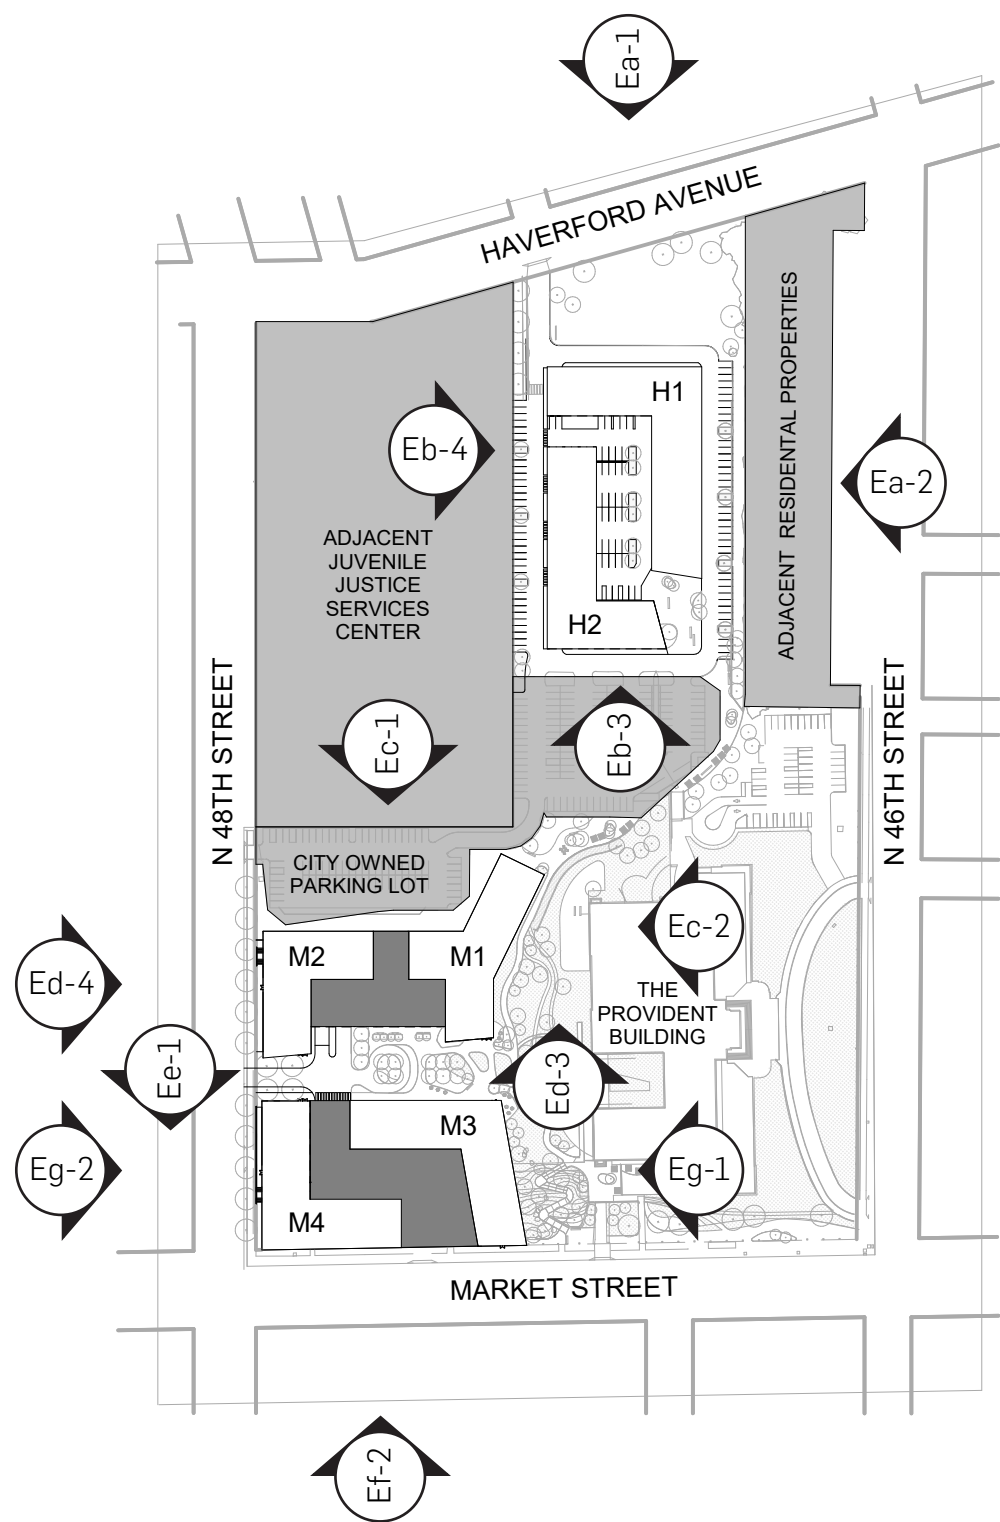 Ea-1
HAVERFORD AVENUE
H1
Eb-4
Ea-2
ADJACENT RESIDENTAL PROPERTIES
ADJACENT
JUVENILE
JUSTICE
SERVICES
CENTER
H2
N 48TH STREET
Ec-1
Eb-3
N 46TH STREET
CITY OWNED
PARKING LOT
Ec-2
M2
M1
Ed-4
THE
PROVIDENT
BUILDING
Ee-1
Ed-3
M3
Eg-2
Eg-1
M4
MARKET STREET
Ef-2